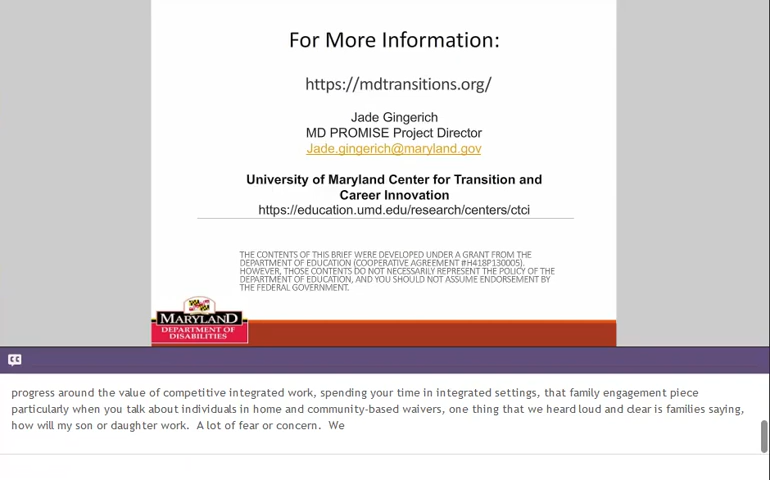 For More Information:
https://mdtransitions.org/
Jade Gingerich
MD PROMISE Project Director
Jade.gingerich@maryland.gov
University of Maryland Center for Transition and
Career Innovation
https://education.umd.edu/research/centers/ctci
THE CONTENTS OF THIS BRIEF WERE DEVELOPED UNDER A GRANT FROM THE
DEPARTMENT OF EDUCATION (COOPERATIVE AGREEMENT #H418P130005).
HOWEVER, THOSE CONTENTS DO NOT NECESSARILY REPRESENT THE POLICY OF THE
DEPARTMENT OF EDUCATION, AND YOU SHOULD NOT ASSUME ENDORSEMENT BY
THE FEDERAL GOVERNMENT.
MARYLAND
DEPARTMENT OF
DISABILITIES
CC
progress around the value of competitive integrated work, spending your time in integrated settings, that family engagement piece
particularly when you talk about individuals in home and community-based waivers, one thing that we heard loud and clear is families saying,
how will my son or daughter work.  A lot of fear or concern.  We